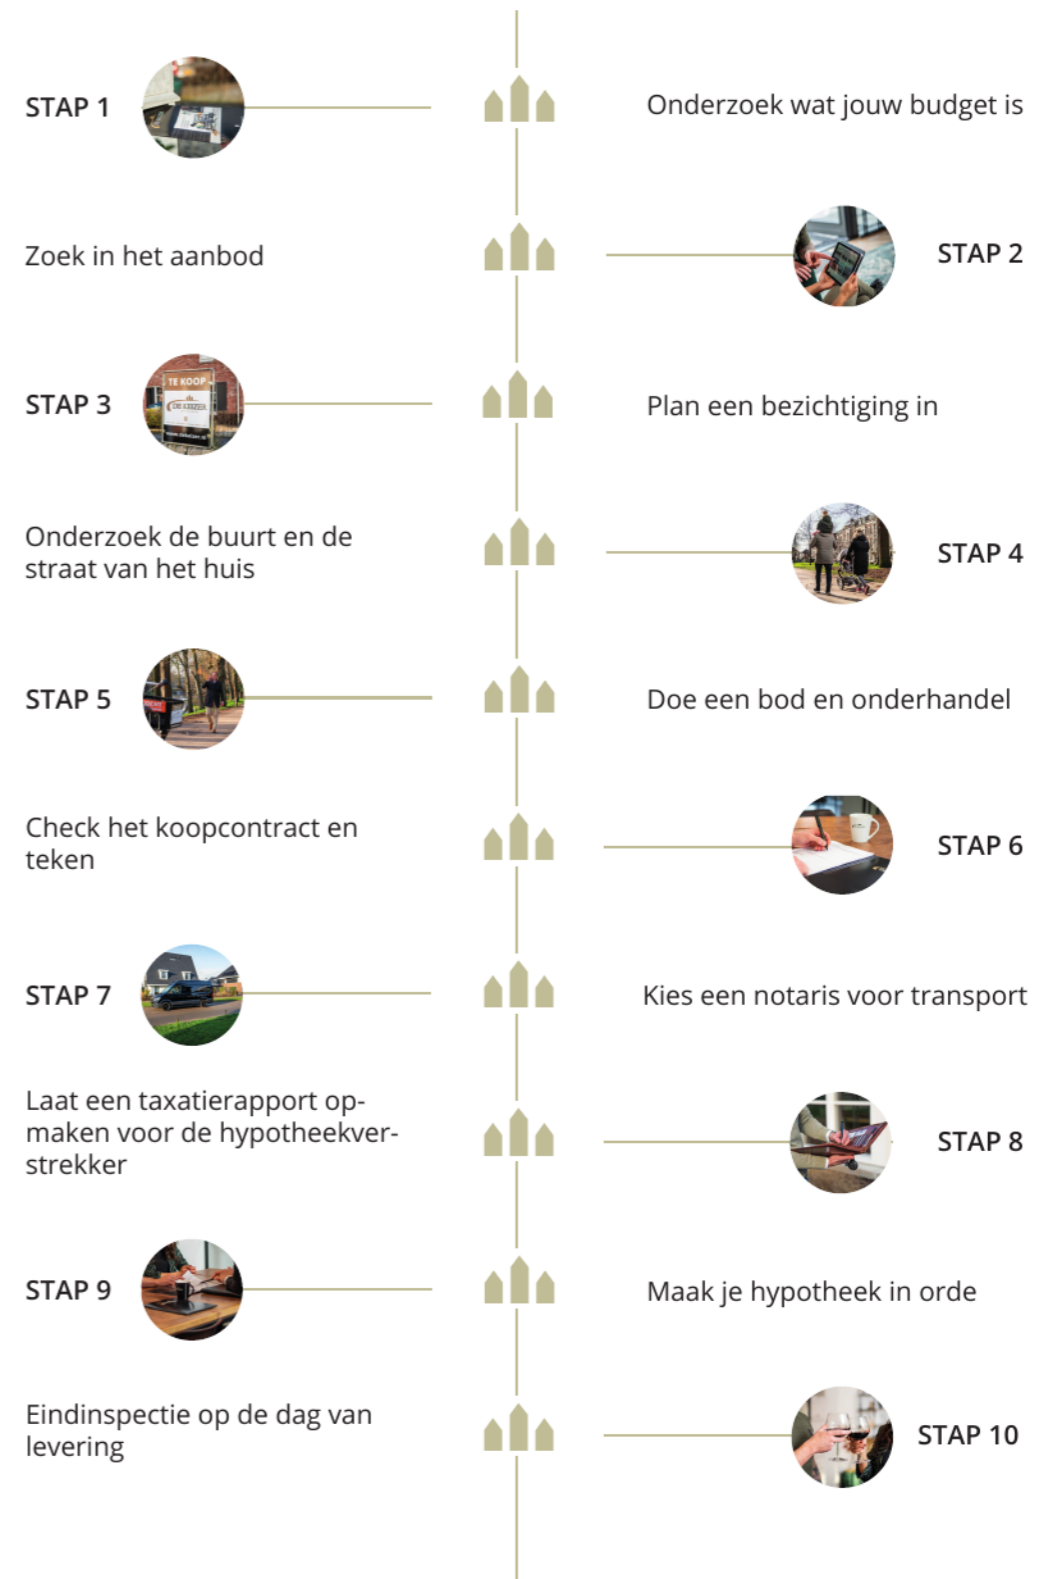 STAP 1
Onderzoek wat jouw budget is
Zoek in het aanbod
STAP 2
STAP 3
TE KOOP
DE KEIZER
Plan een bezichtiging in
Onderzoek de buurt en de
straat van het huis
STAP 4
STAP 5
Doe een bod en onderhandel
Check het koopcontract en
teken
STAP 6
STAP 7
Kies een notaris voor transport
Laat een taxatierapport op-
maken voor de hypotheekver-
strekker
STAP 8
STAP 9
Maak je hypotheek in orde
Eindinspectie op de dag van
levering
STAP 10